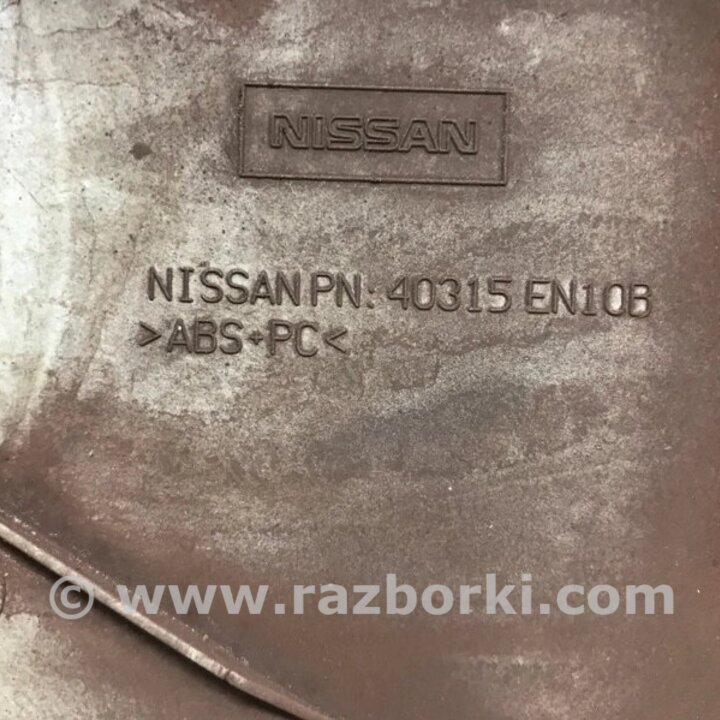 NISSAN
NISSAN PN: 40315 EN10B
>ABS+PC<
© www.razborki.com